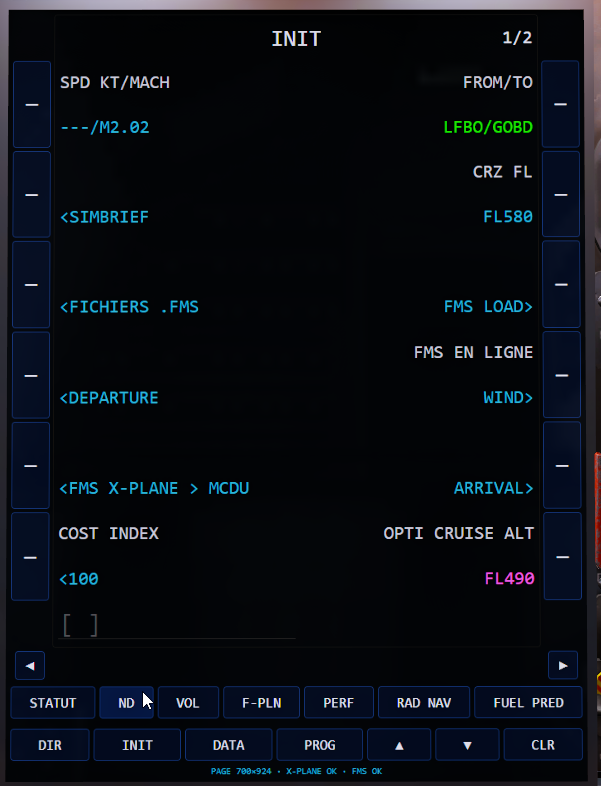 INIT 1/2
SPD KT/MACH FROM/TO
---/M2.02 LFBO/GOBD
CRZ FL
<SIMBRIEF FL580
<FICHIERS .FMS FMS LOAD>
FMS EN LIGNE
<DEPARTURE WIND>
<FMS X-PLANE > MCDU ARRIVAL>
COST INDEX OPTI CRUISE ALT
<100 FL490
[ ]
◄ ►
STATUT ND VOL F-PLN PERF RAD NAV FUEL PRED
DIR INIT DATA PROG ▲ ▼ CLR
PAGE 700×924 · X-PLANE OK · FMS OK